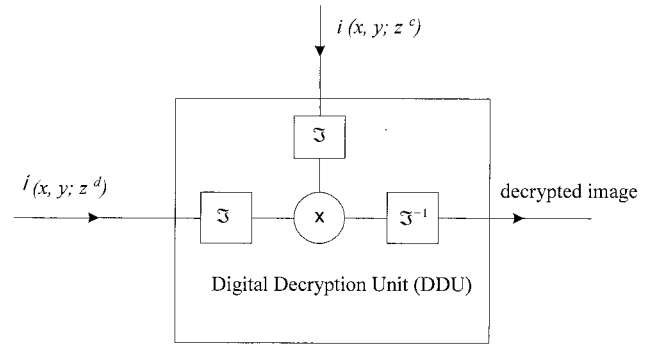 i (x, y; z ᶜ)
ℑ
i (x, y; z ᵈ)
decrypted image
ℑ
x
ℑ⁻¹
Digital Decryption Unit (DDU)